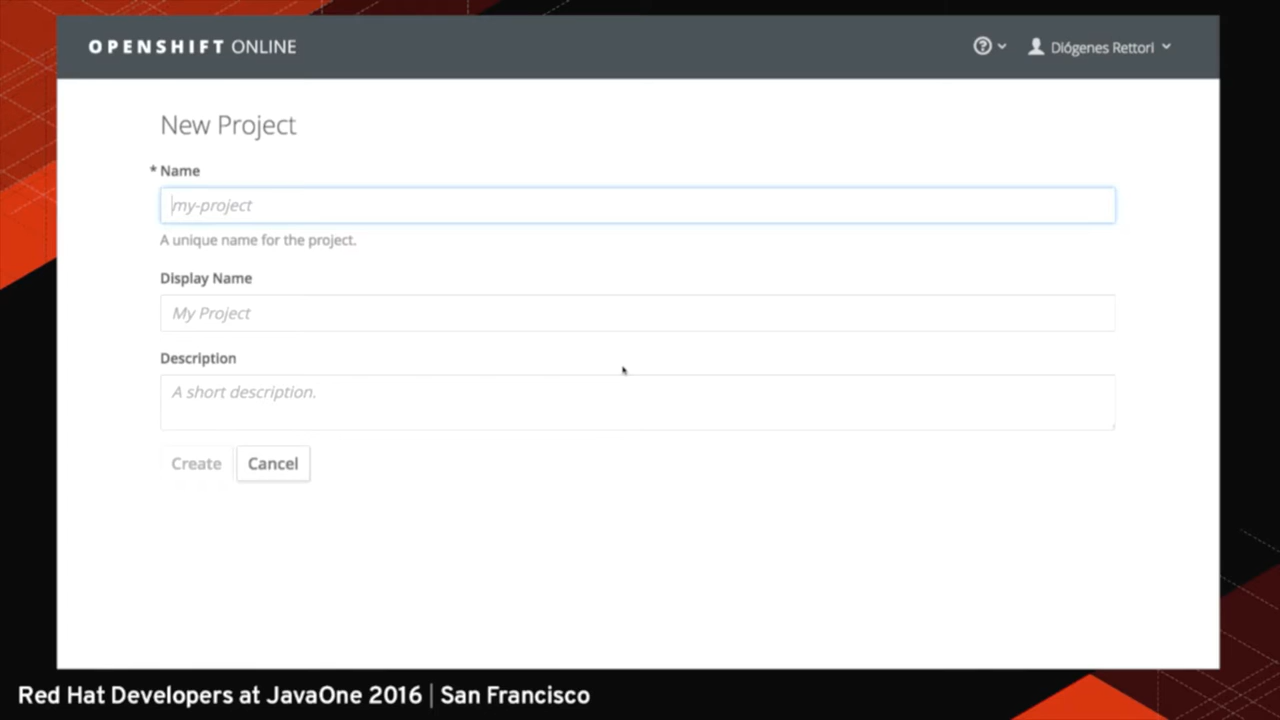 OPENSHIFT ONLINE
Diógenes Rettori
New Project
* Name
my-project
A unique name for the project.
Display Name
My Project
Description
A short description.
Create Cancel
Red Hat Developers at JavaOne 2016 | San Francisco